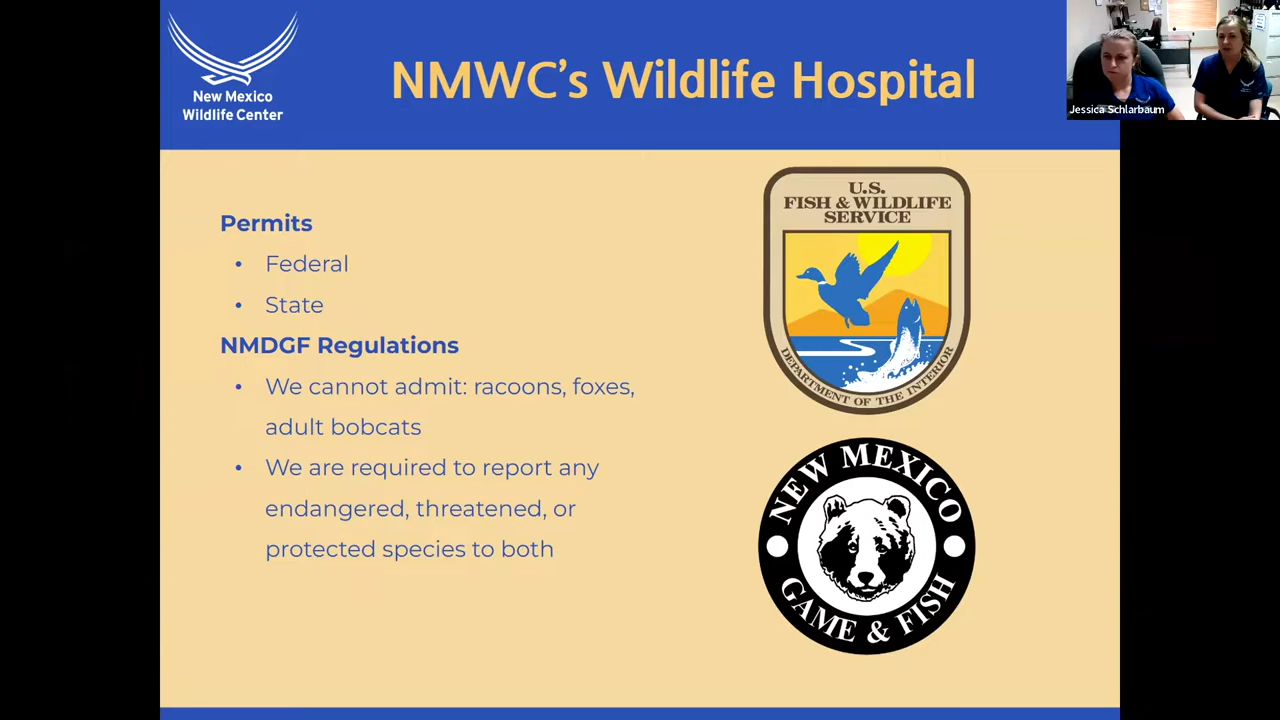 New Mexico
Wildlife Center
NMWC's Wildlife Hospital
Jessica Schlarbaum
Permits
• Federal
• State
NMDGF Regulations
• We cannot admit: racoons, foxes,
adult bobcats
• We are required to report any
endangered, threatened, or
protected species to both
U.S.
FISH & WILDLIFE
SERVICE
DEPARTMENT OF THE INTERIOR
NEW MEXICO
GAME & FISH